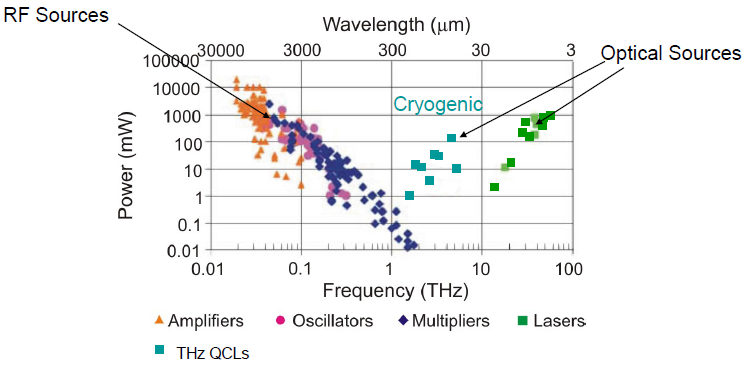 RF Sources
Wavelength (μm)
30000 3000 300 30 3
Optical Sources
Cryogenic
Power (mW)
100000
10000
1000
100
10
1
0.1
0.01
0.01 0.1 1 10 100
Frequency (THz)
Amplifiers Oscillators Multipliers Lasers
THz QCLs